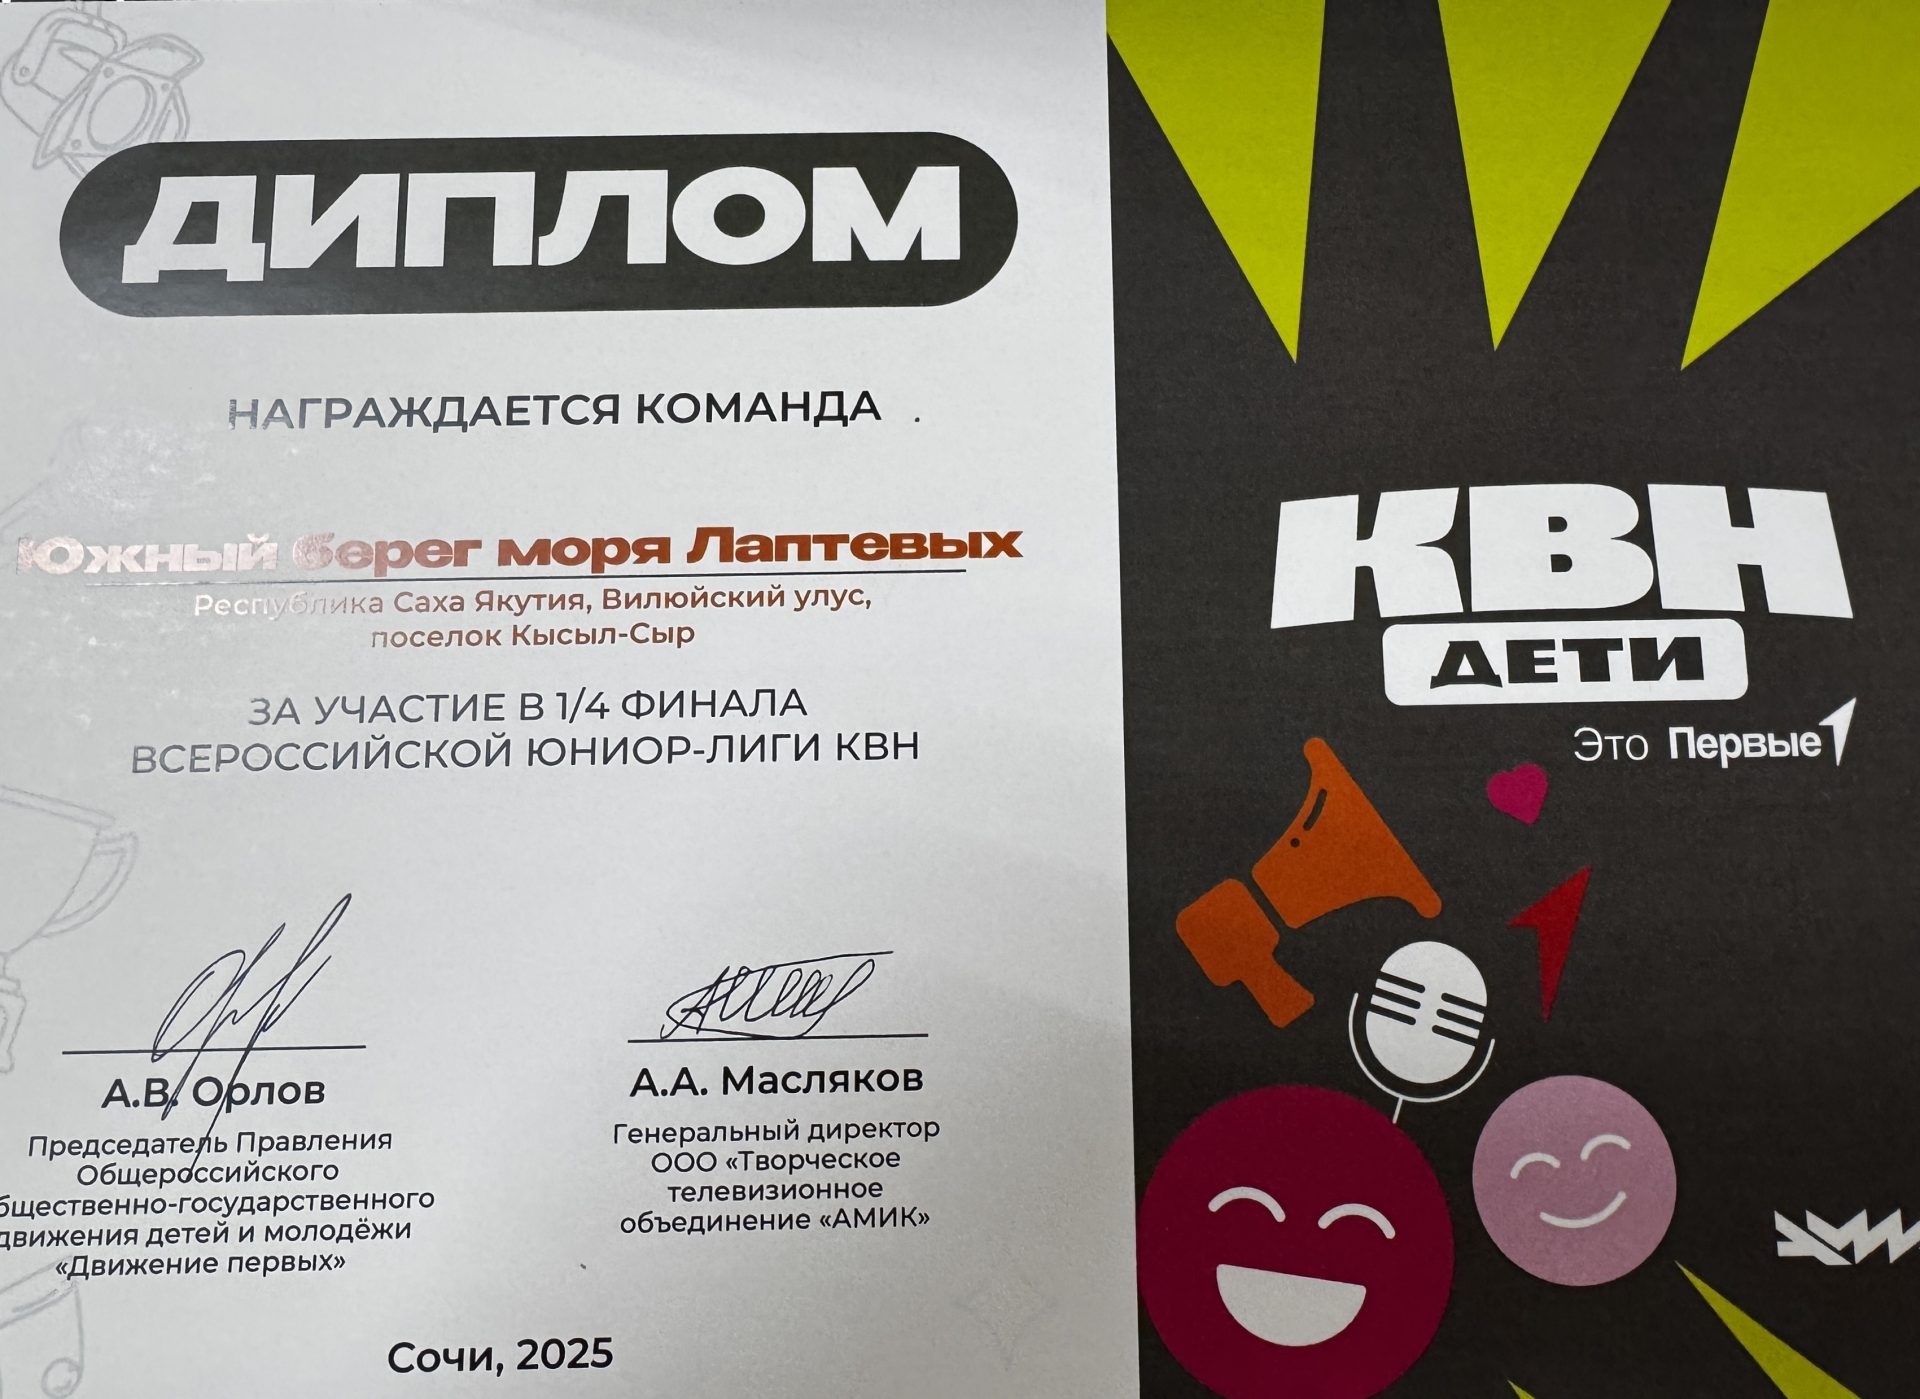 ДИПЛОМ
НАГРАЖДАЕТСЯ КОМАНДА
Южный берег моря Лаптевых
Республика Саха Якутия, Вилюйский улус,
поселок Кысыл-Сыр
ЗА УЧАСТИЕ В 1/4 ФИНАЛА
ВСЕРОССИЙСКОЙ ЮНИОР-ЛИГИ КВН
А.В. Орлов
Председатель Правления
Общероссийского
бщественно-государственного
движения детей и молодёжи
«Движение первых»
А.А. Масляков
Генеральный директор
ООО «Творческое
телевизионное
объединение «АМИК»
Сочи, 2025
КВН
ДЕТИ
Это Первые